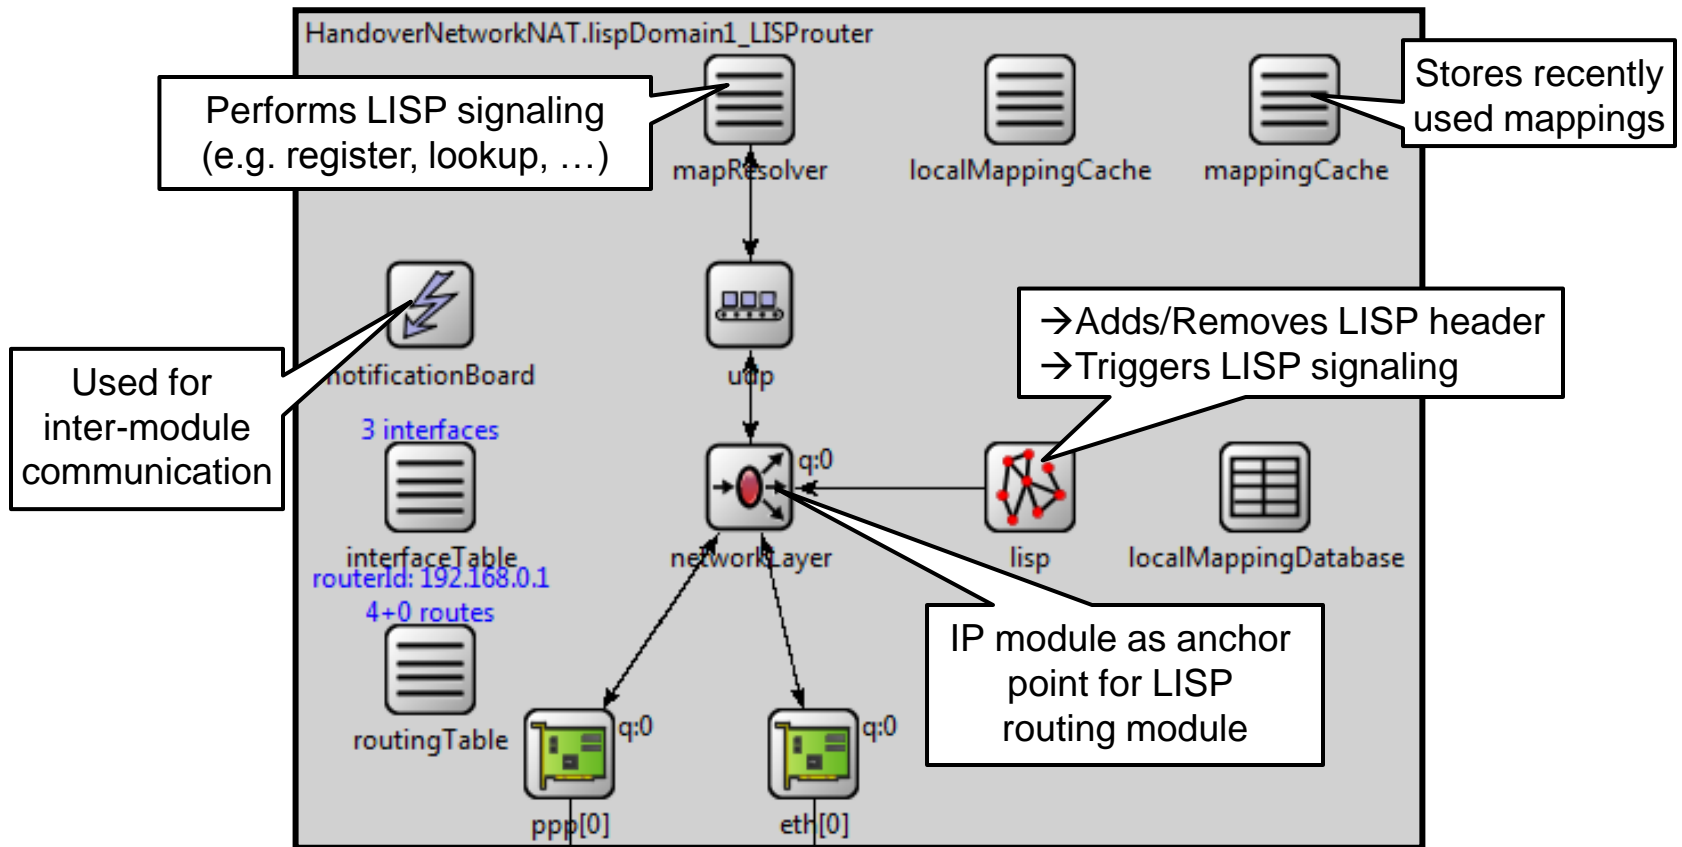 HandoverNetworkNAT.lispDomain1_LISProuter
Performs LISP signaling
(e.g. register, lookup, …)
Stores recently
used mappings
mapResolver
localMappingCache
mappingCache
→Adds/Removes LISP header
→Triggers LISP signaling
Used for
inter-module
communication
notificationBoard
udp
3 interfaces
q:0
interfaceTable
networkLayer
lisp
localMappingDatabase
routerId: 192.168.0.1
4+0 routes
IP module as anchor
point for LISP
routing module
routingTable
q:0
q:0
ppp[0]
eth[0]